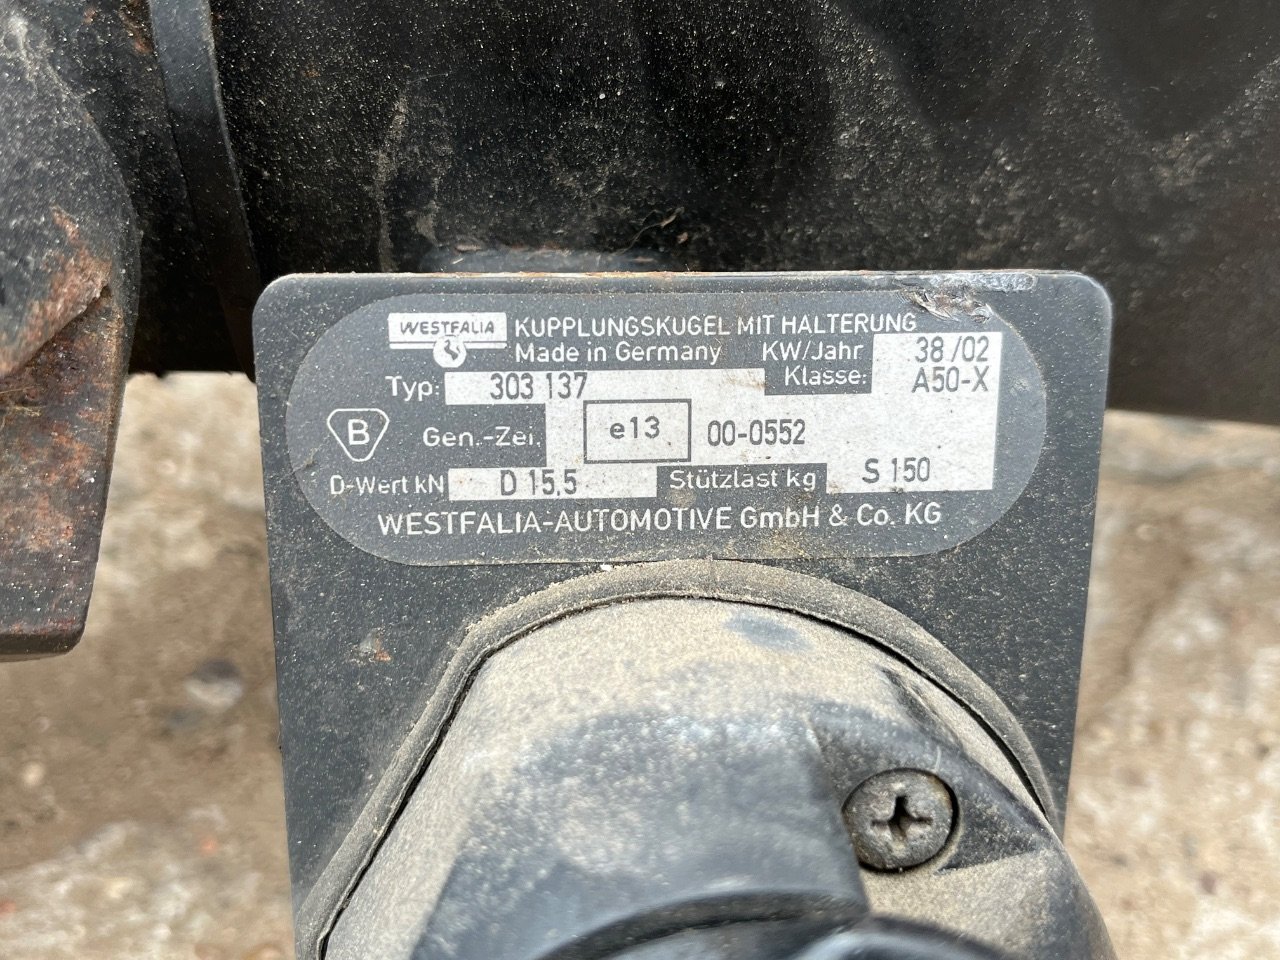 WESTFALIA KUPPLUNGSKUGEL MIT HALTERUNG
Made in Germany KW/Jahr 38/02
Typ: 303 137 Klasse: A50-X
B Gen.-Zei. e13 00-0552
D-Wert kN D 15,5 Stützlast kg S 150
WESTFALIA-AUTOMOTIVE GmbH & Co. KG